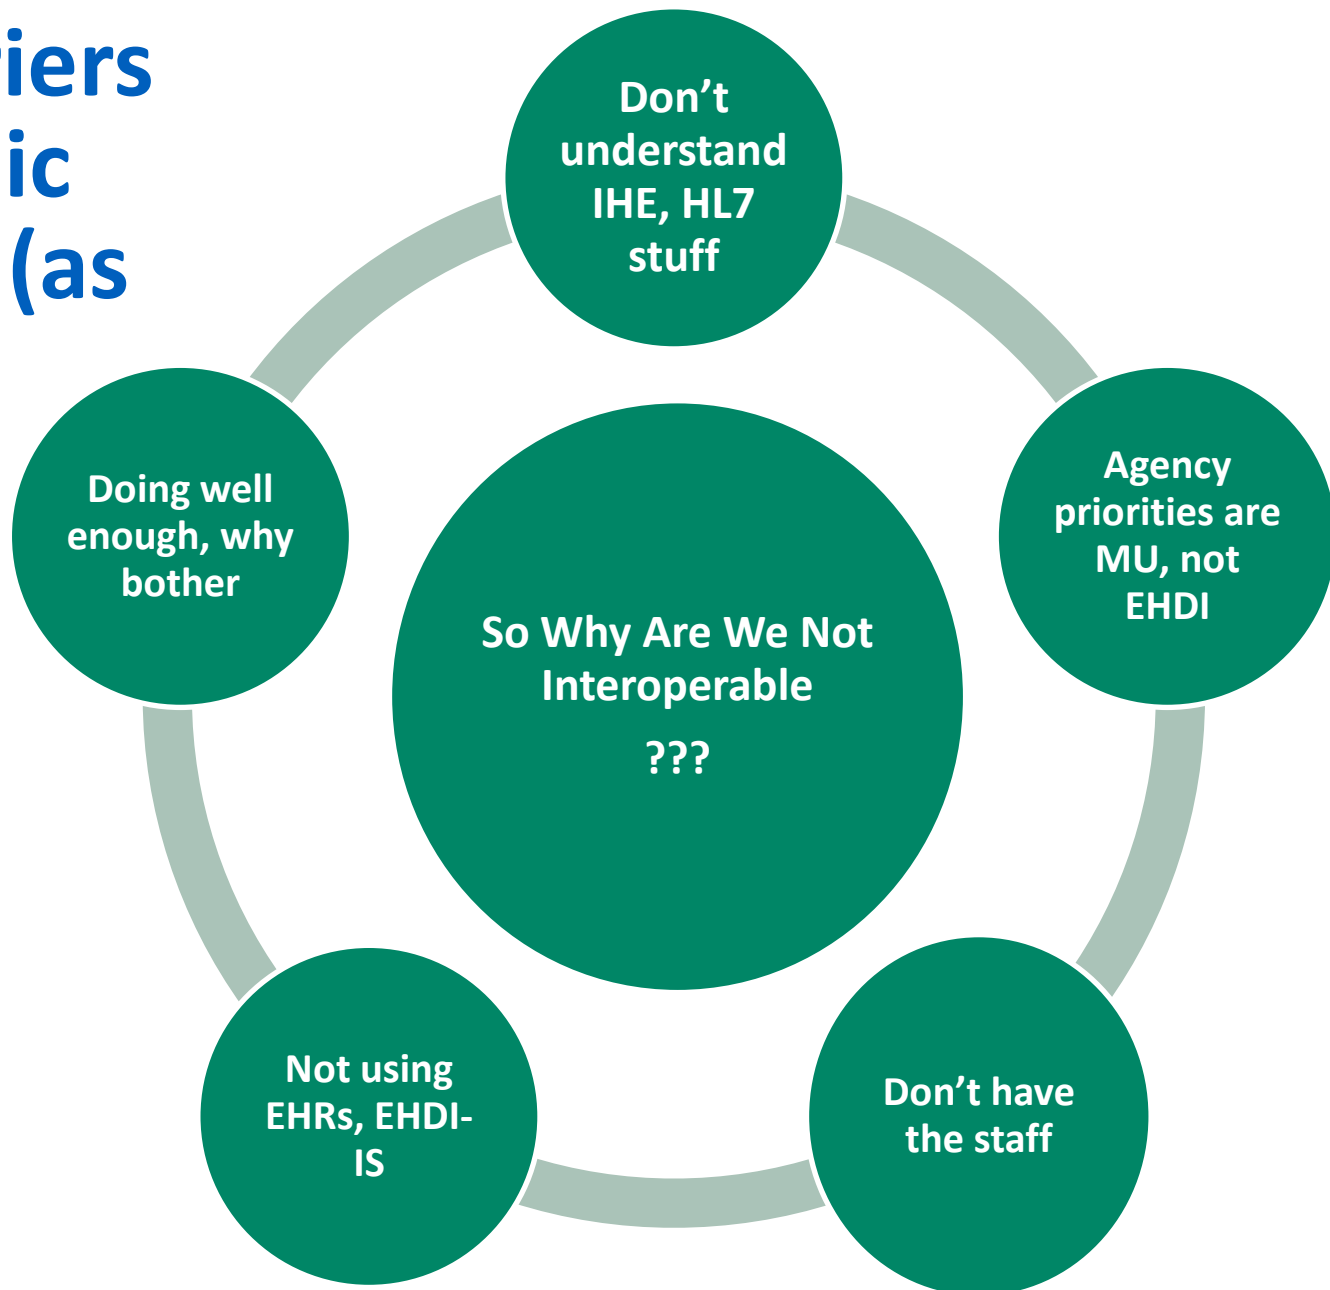 riers
ic
(as
Don’t
understand
IHE, HL7
stuff
Agency
priorities are
MU, not
EHDI
Don’t have
the staff
Not using
EHRs, EHDI-
IS
Doing well
enough, why
bother
So Why Are We Not
Interoperable
???